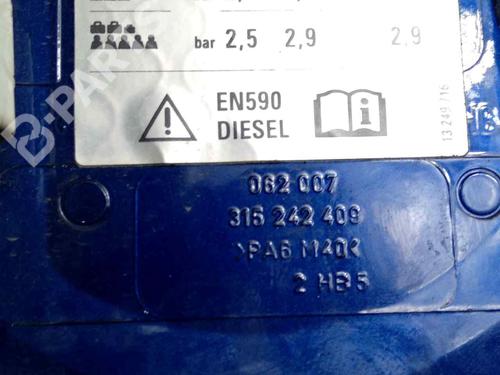 bar 2,5 2,9 2,9
EN590
DIESEL
13 249 / 16
062 007
315 242 409
>PA6 M40<
2 HB 5
B-PARTS